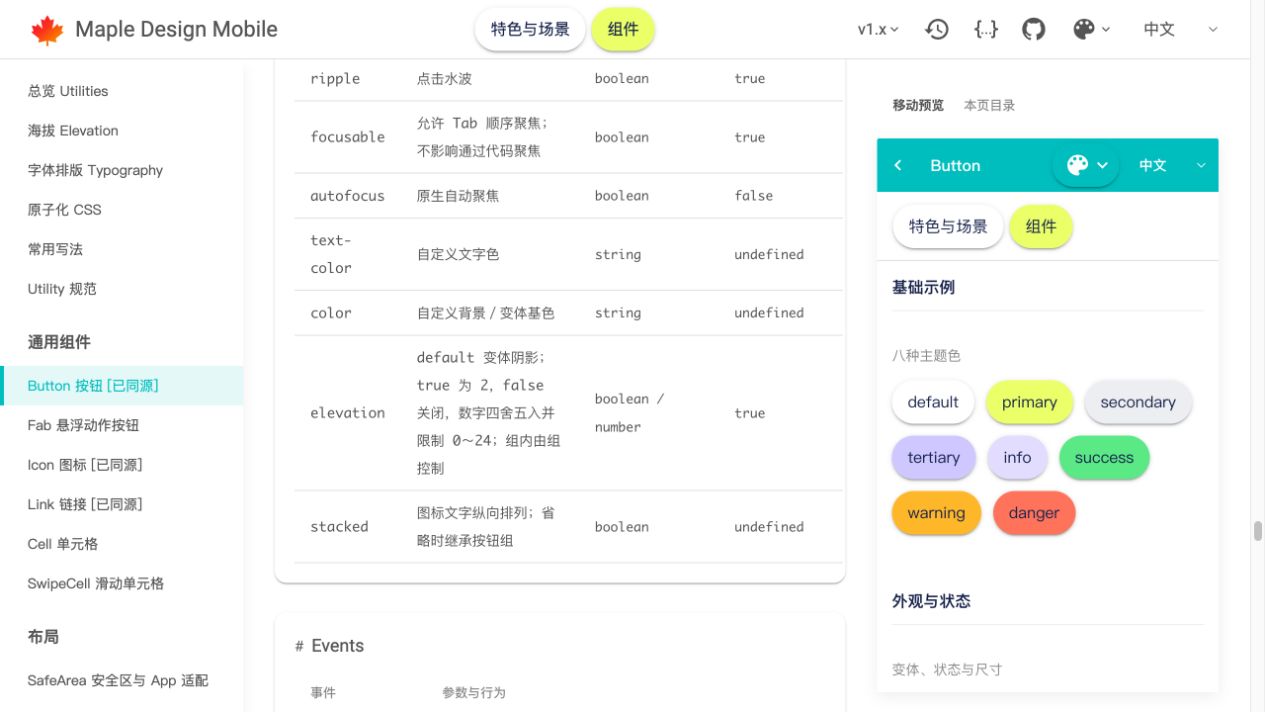 Maple Design Mobile
特色与场景
组件
v1.x
{...}
中文
总览 Utilities
海拔 Elevation
字体排版 Typography
原子化 CSS
常用写法
Utility 规范
通用组件
Button 按钮 [已同源]
Fab 悬浮动作按钮
Icon 图标 [已同源]
Link 链接 [已同源]
Cell 单元格
SwipeCell 滑动单元格
布局
SafeArea 安全区与 App 适配
ripple 点击水波 boolean true
focusable 允许 Tab 顺序聚焦；
不影响通过代码聚焦 boolean true
autofocus 原生自动聚焦 boolean false
text-
color 自定义文字色 string undefined
color 自定义背景 / 变体基色 string undefined
elevation default 变体阴影；
true 为 2，false
关闭，数字四舍五入并
限制 0～24；组内由组
控制 boolean /
number true
stacked 图标文字纵向排列；省
略时继承按钮组 boolean undefined
# Events
事件 参数与行为
移动预览 本页目录
Button 中文
特色与场景 组件
基础示例
八种主题色
default primary secondary
tertiary info success
warning danger
外观与状态
变体、状态与尺寸